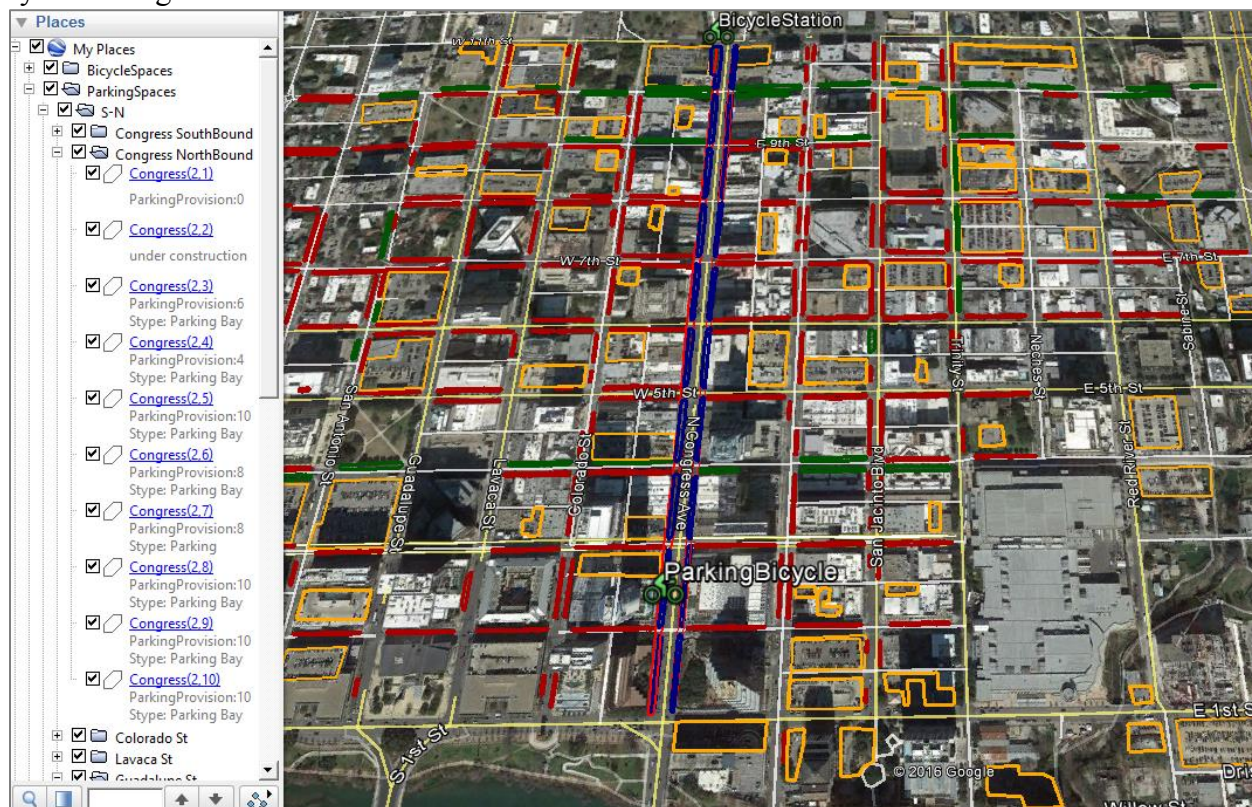 Places
My Places
BicycleSpaces
ParkingSpaces
S-N
Congress SouthBound
Congress NorthBound
Congress(2,1)
ParkingProvision:0
Congress(2,2)
under construction
Congress(2,3)
ParkingProvision:6
Stype: Parking Bay
Congress(2,4)
ParkingProvision:4
Stype: Parking Bay
Congress(2,5)
ParkingProvision:10
Stype: Parking Bay
Congress(2,6)
ParkingProvision:8
Stype: Parking Bay
Congress(2,7)
ParkingProvision:8
Stype: Parking
Congress(2,8)
ParkingProvision:10
Stype: Parking Bay
Congress(2,9)
ParkingProvision:10
Stype: Parking Bay
Congress(2,10)
ParkingProvision:10
Stype: Parking Bay
Colorado St
Lavaca St
Guadalupe St
BicycleStation
W 11th St
E 9th St
W 7th St
E 7th St
Sabine St
Neches St
Trinity St
San Antonio St
W 5th St
E 5th St
Guadalupe St
Lavaca St
Colorado St
N Congress Ave
San Jacinto Blvd
Red River St
ParkingBicycle
S 1st St
E 1st St
© 2016 Google
Willow St